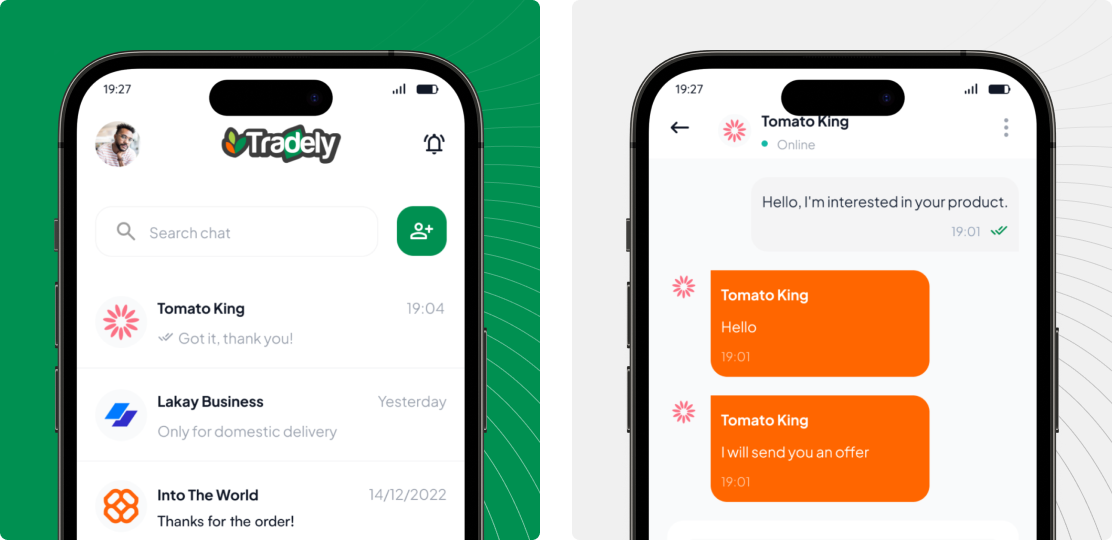 19:27
Tradely
Search chat
Tomato King
19:04
Got it, thank you!
Lakay Business
Yesterday
Only for domestic delivery
Into The World
14/12/2022
Thanks for the order!
19:27
Tomato King
Online
Hello, I'm interested in your product.
19:01
Tomato King
Hello
19:01
Tomato King
I will send you an offer
19:01